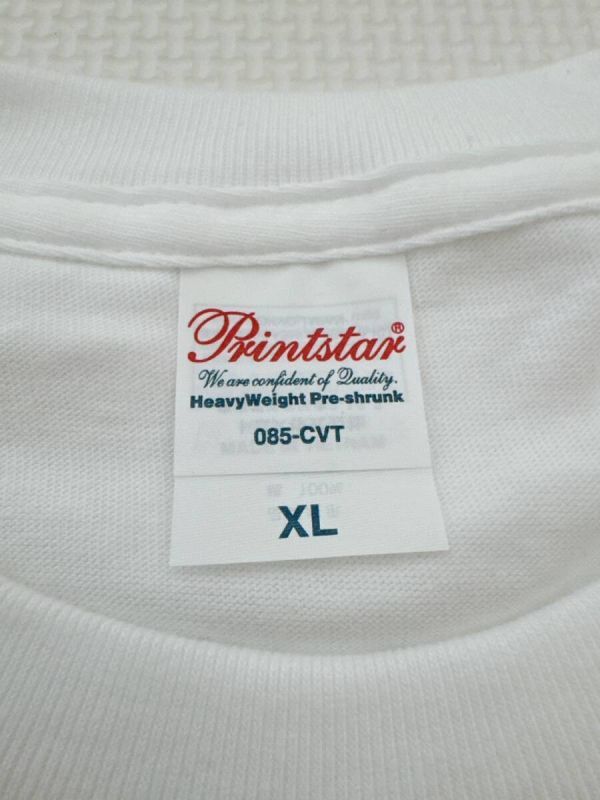 Printstar®
We are confident of Quality.
HeavyWeight Pre-shrunk
085-CVT
XL